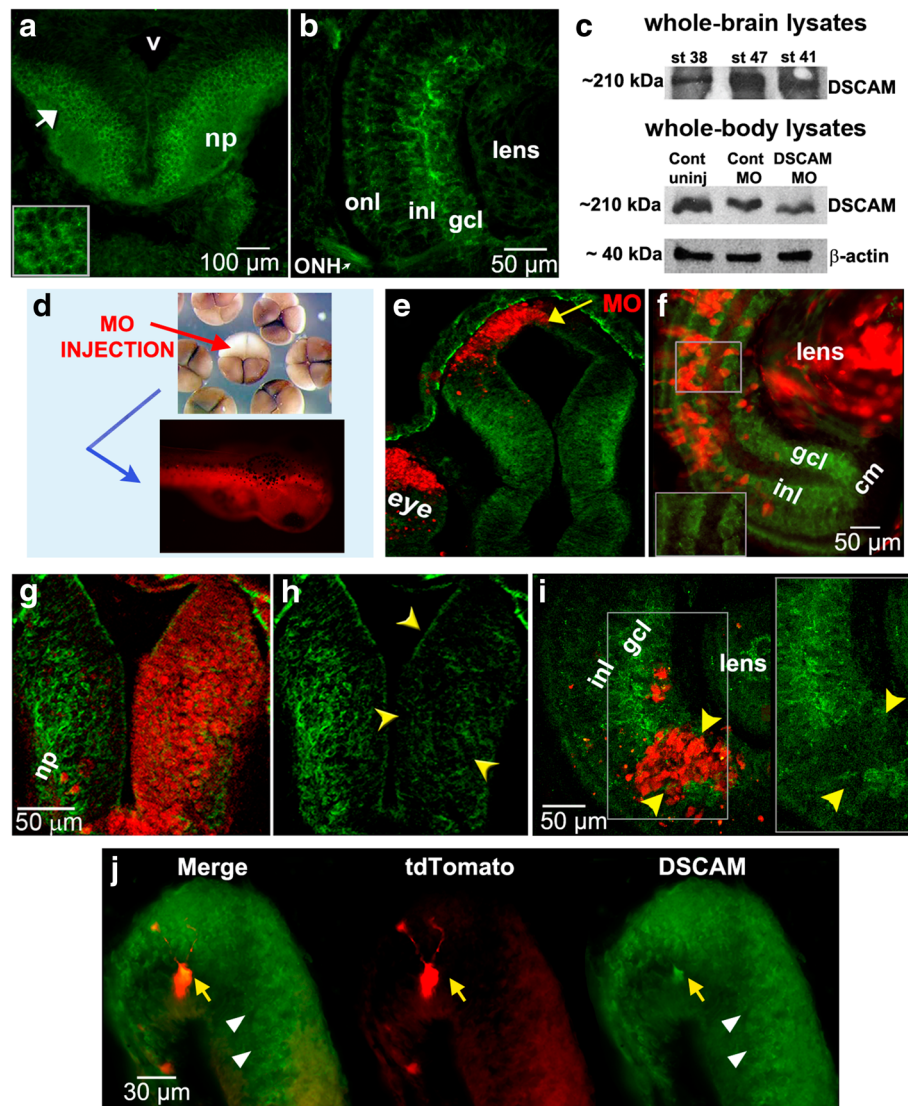 a
v
np
100 μm
b
onl
inl
gcl
lens
ONH
50 μm
c
whole-brain lysates
st 38 st 47 st 41
~210 kDa
DSCAM
whole-body lysates
Cont uninj
Cont MO
DSCAM MO
~210 kDa
DSCAM
~ 40 kDa
β-actin
d
MO
INJECTION
e
MO
eye
f
lens
gcl
inl
cm
50 μm
g
np
50 μm
h
i
inl
gcl
lens
50 μm
j
Merge
tdTomato
DSCAM
30 μm